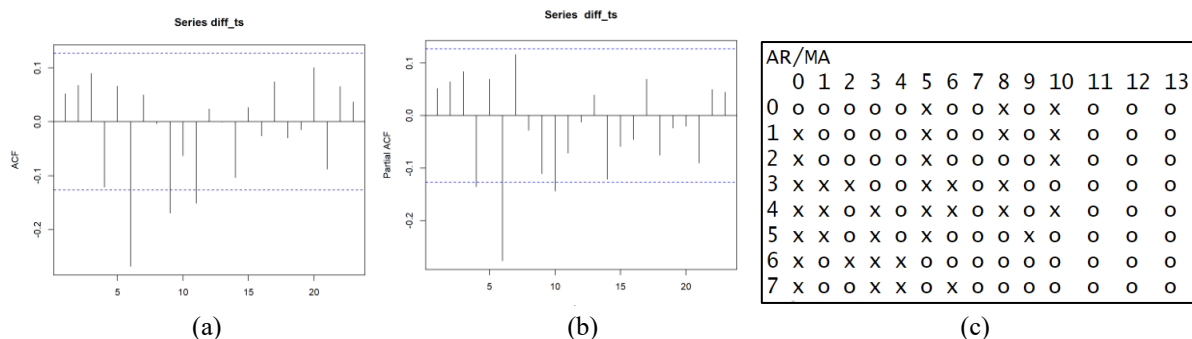 Series diff_ts
ACF
0.1
0.0
-0.1
-0.2
5
10
15
20
(a)
Series diff_ts
Partial ACF
0.1
0.0
-0.1
-0.2
5
10
15
20
(b)
AR/MA
0 1 2 3 4 5 6 7 8 9 10 11 12 13
0 o o o o o x o o x o x o o o
1 x o o o o x o o x o x o o o
2 x o o o o x o o o o x o o o
3 x x x o o x x o x o x o o o
4 x x o x o x x o x o x o o o
5 x x o x o x o o o x o o o o
6 x o x x x o o o o o o o o o
7 x o o x x o x o o o o o o o
(c)